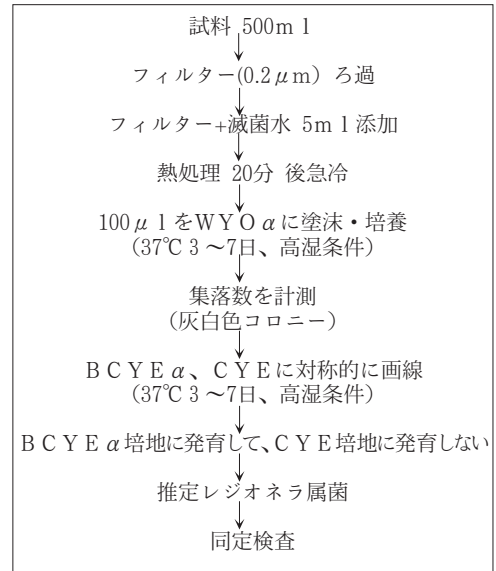 試料 500ｍｌ
フィルター(0.2μm）ろ過
フィルター+滅菌水 5ｍｌ添加
熱処理 20分 後急冷
100μｌをＷＹＯαに塗沫・培養
（37℃ 3～7日、高湿条件）
集落数を計測
（灰白色コロニー）
ＢＣＹＥα、ＣＹＥに対称的に画線
（37℃ 3～7日、高湿条件）
ＢＣＹＥα培地に発育して、ＣＹＥ培地に発育しない
推定レジオネラ属菌
同定検査